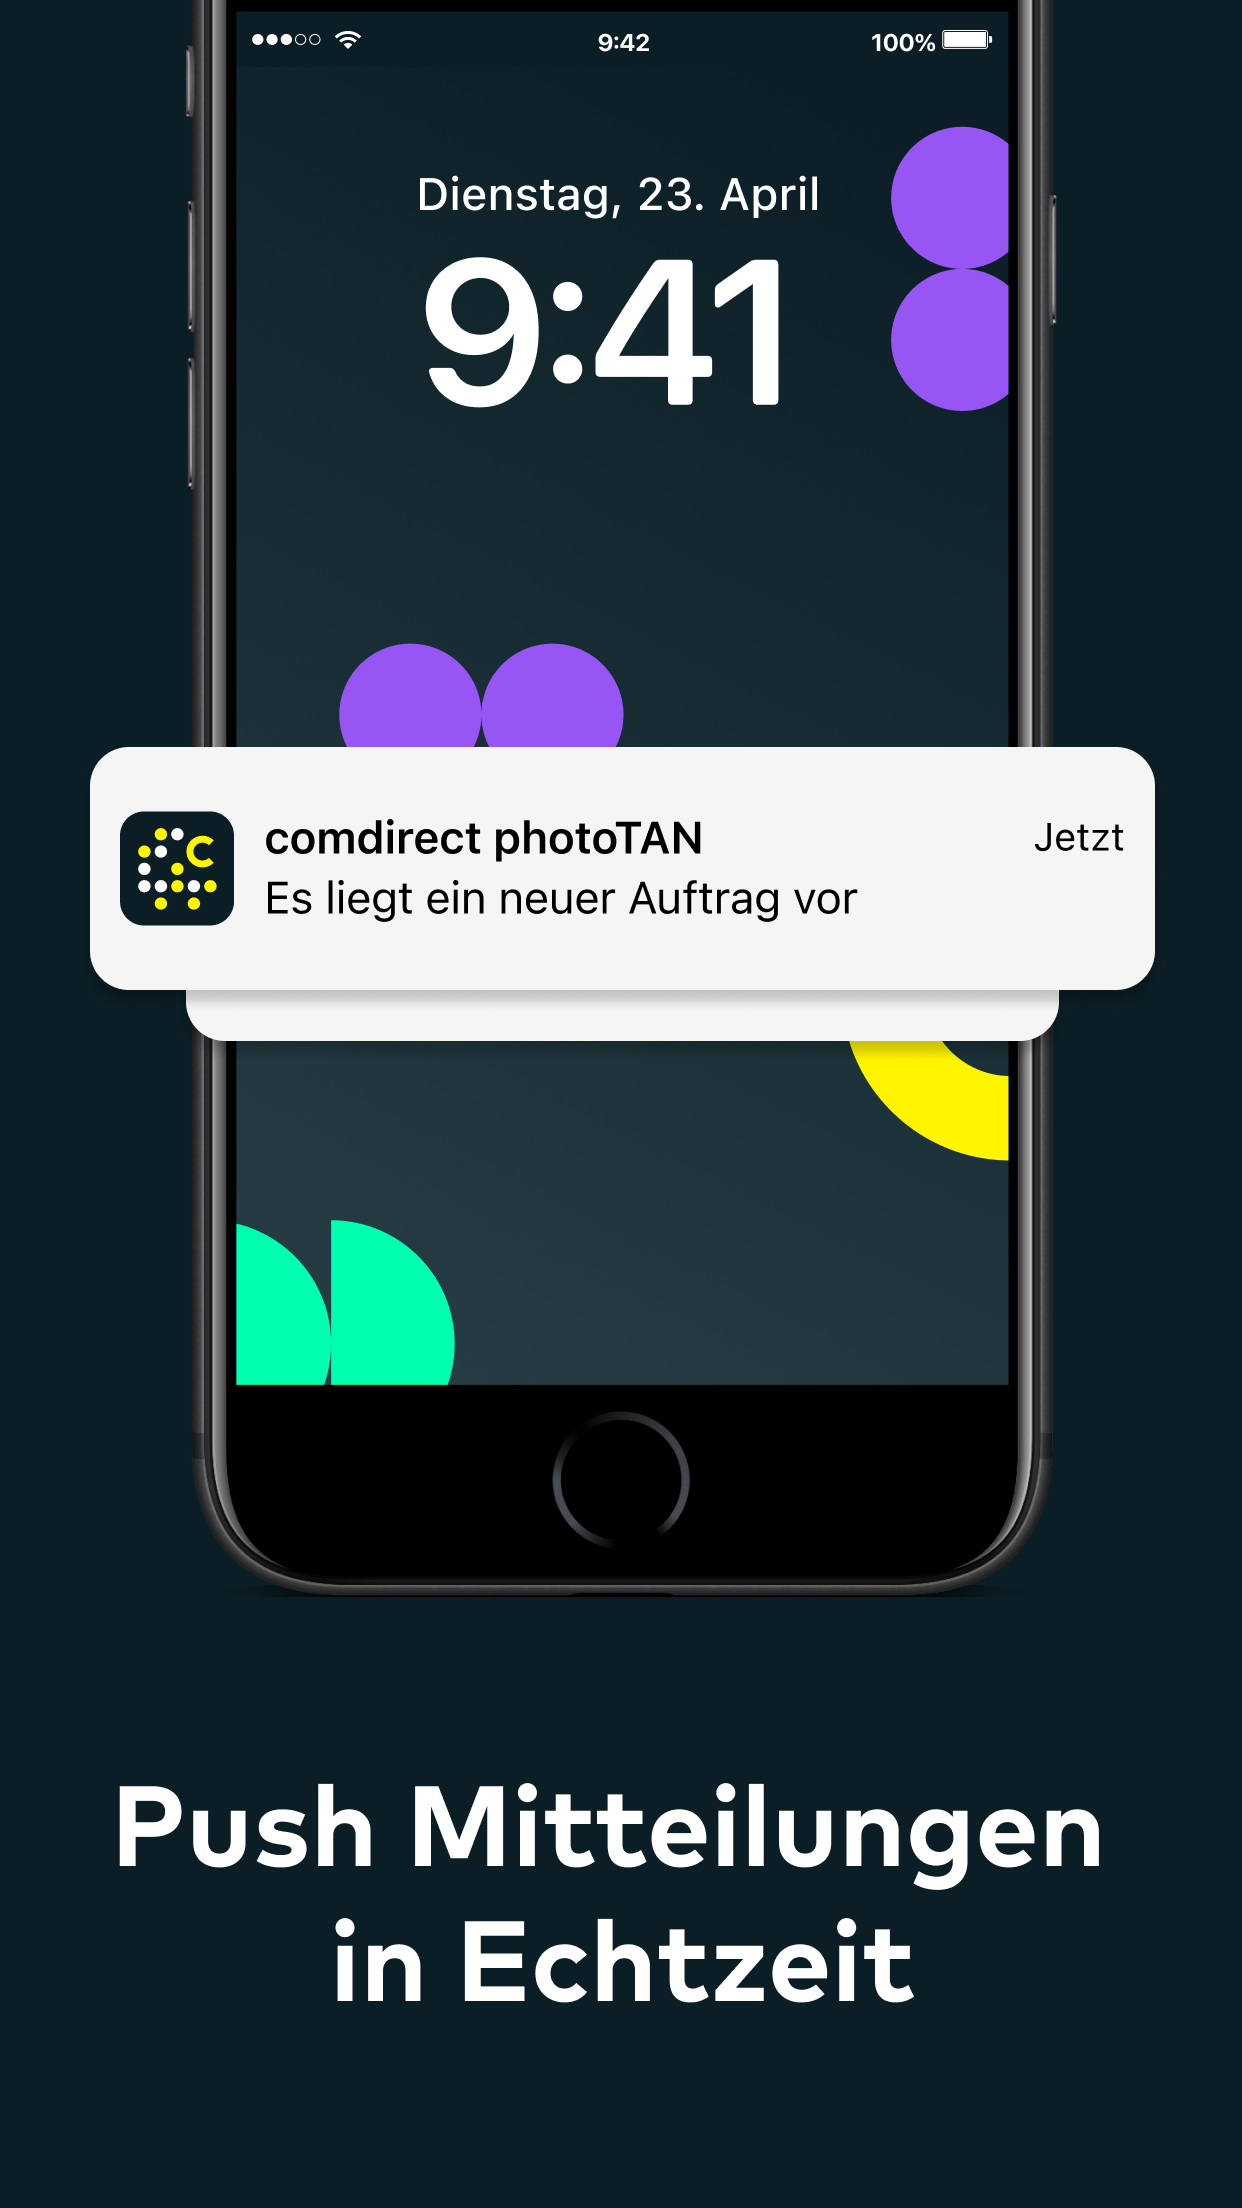 9:42
100%
Dienstag, 23. April
9:41
comdirect photoTAN
Jetzt
Es liegt ein neuer Auftrag vor
Push Mitteilungen
in Echtzeit